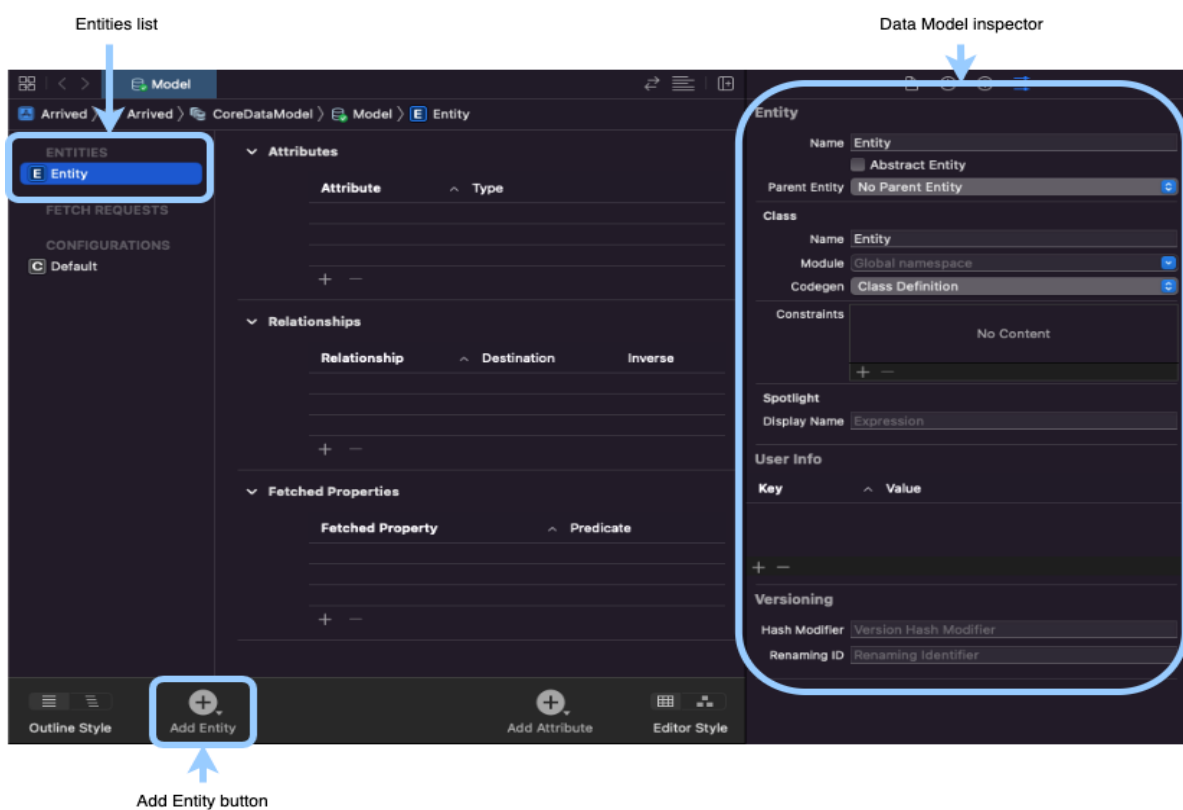 Entities list
Data Model inspector
Model
Arrived 〉 Arrived 〉 CoreDataModel 〉 Model 〉 E Entity
ENTITIES
E Entity
FETCH REQUESTS
CONFIGURATIONS
C Default
Attributes
Attribute Type
+ −
Relationships
Relationship Destination Inverse
+ −
Fetched Properties
Fetched Property Predicate
+ −
Entity
Name Entity
Abstract Entity
Parent Entity No Parent Entity
Class
Name Entity
Module Global namespace
Codegen Class Definition
Constraints
No Content
+ −
Spotlight
Display Name Expression
User Info
Key Value
+ −
Versioning
Hash Modifier Version Hash Modifier
Renaming ID Renaming Identifier
Outline Style
Add Entity
Add Attribute
Editor Style
Add Entity button